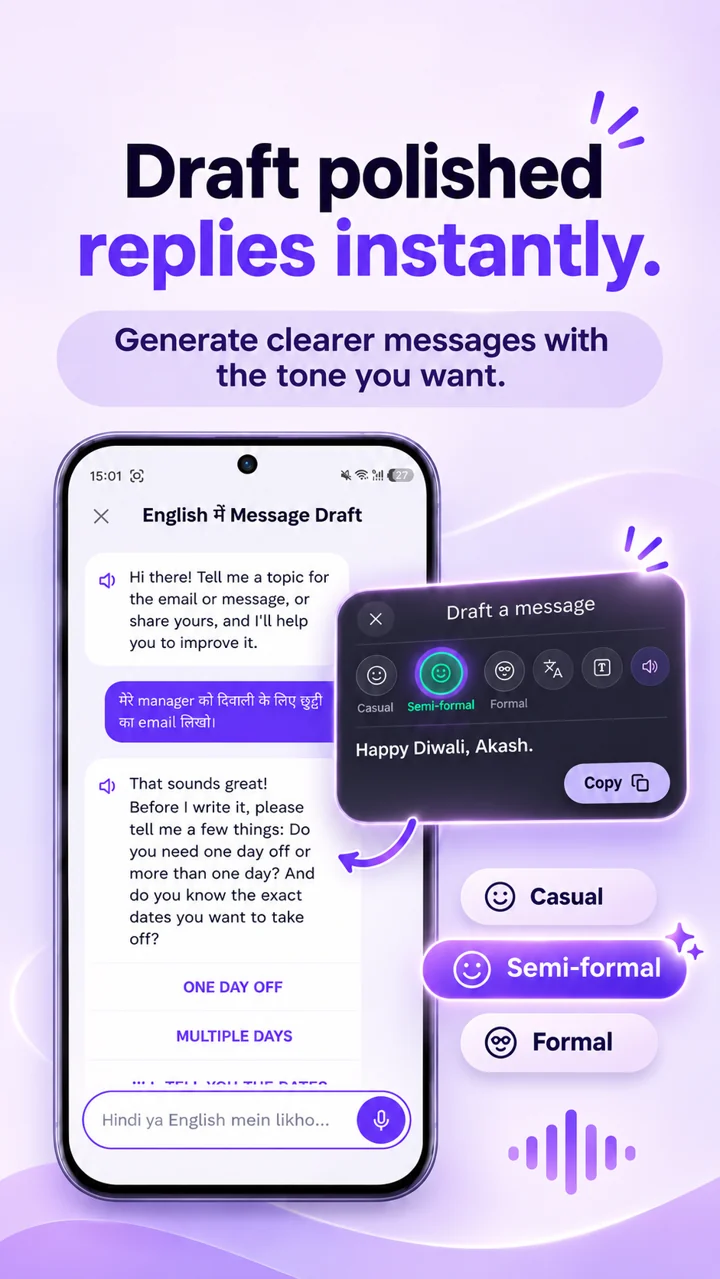 Draft polished
replies instantly.
Generate clearer messages with
the tone you want.
15:01
27
English में Message Draft
Hi there! Tell me a topic for
the email or message, or
share yours, and I'll help
you to improve it.
मेरे manager को दिवाली के लिए छुट्टी
का email लिखो।
That sounds great!
Before I write it, please
tell me a few things: Do
you need one day off or
more than one day? And
do you know the exact
dates you want to take
off?
ONE DAY OFF
MULTIPLE DAYS
I'LL TELL YOU THE DATES
Hindi ya English mein likho...
Draft a message
Casual
Semi-formal
Formal
Happy Diwali, Akash.
Copy
Casual
Semi-formal
Formal